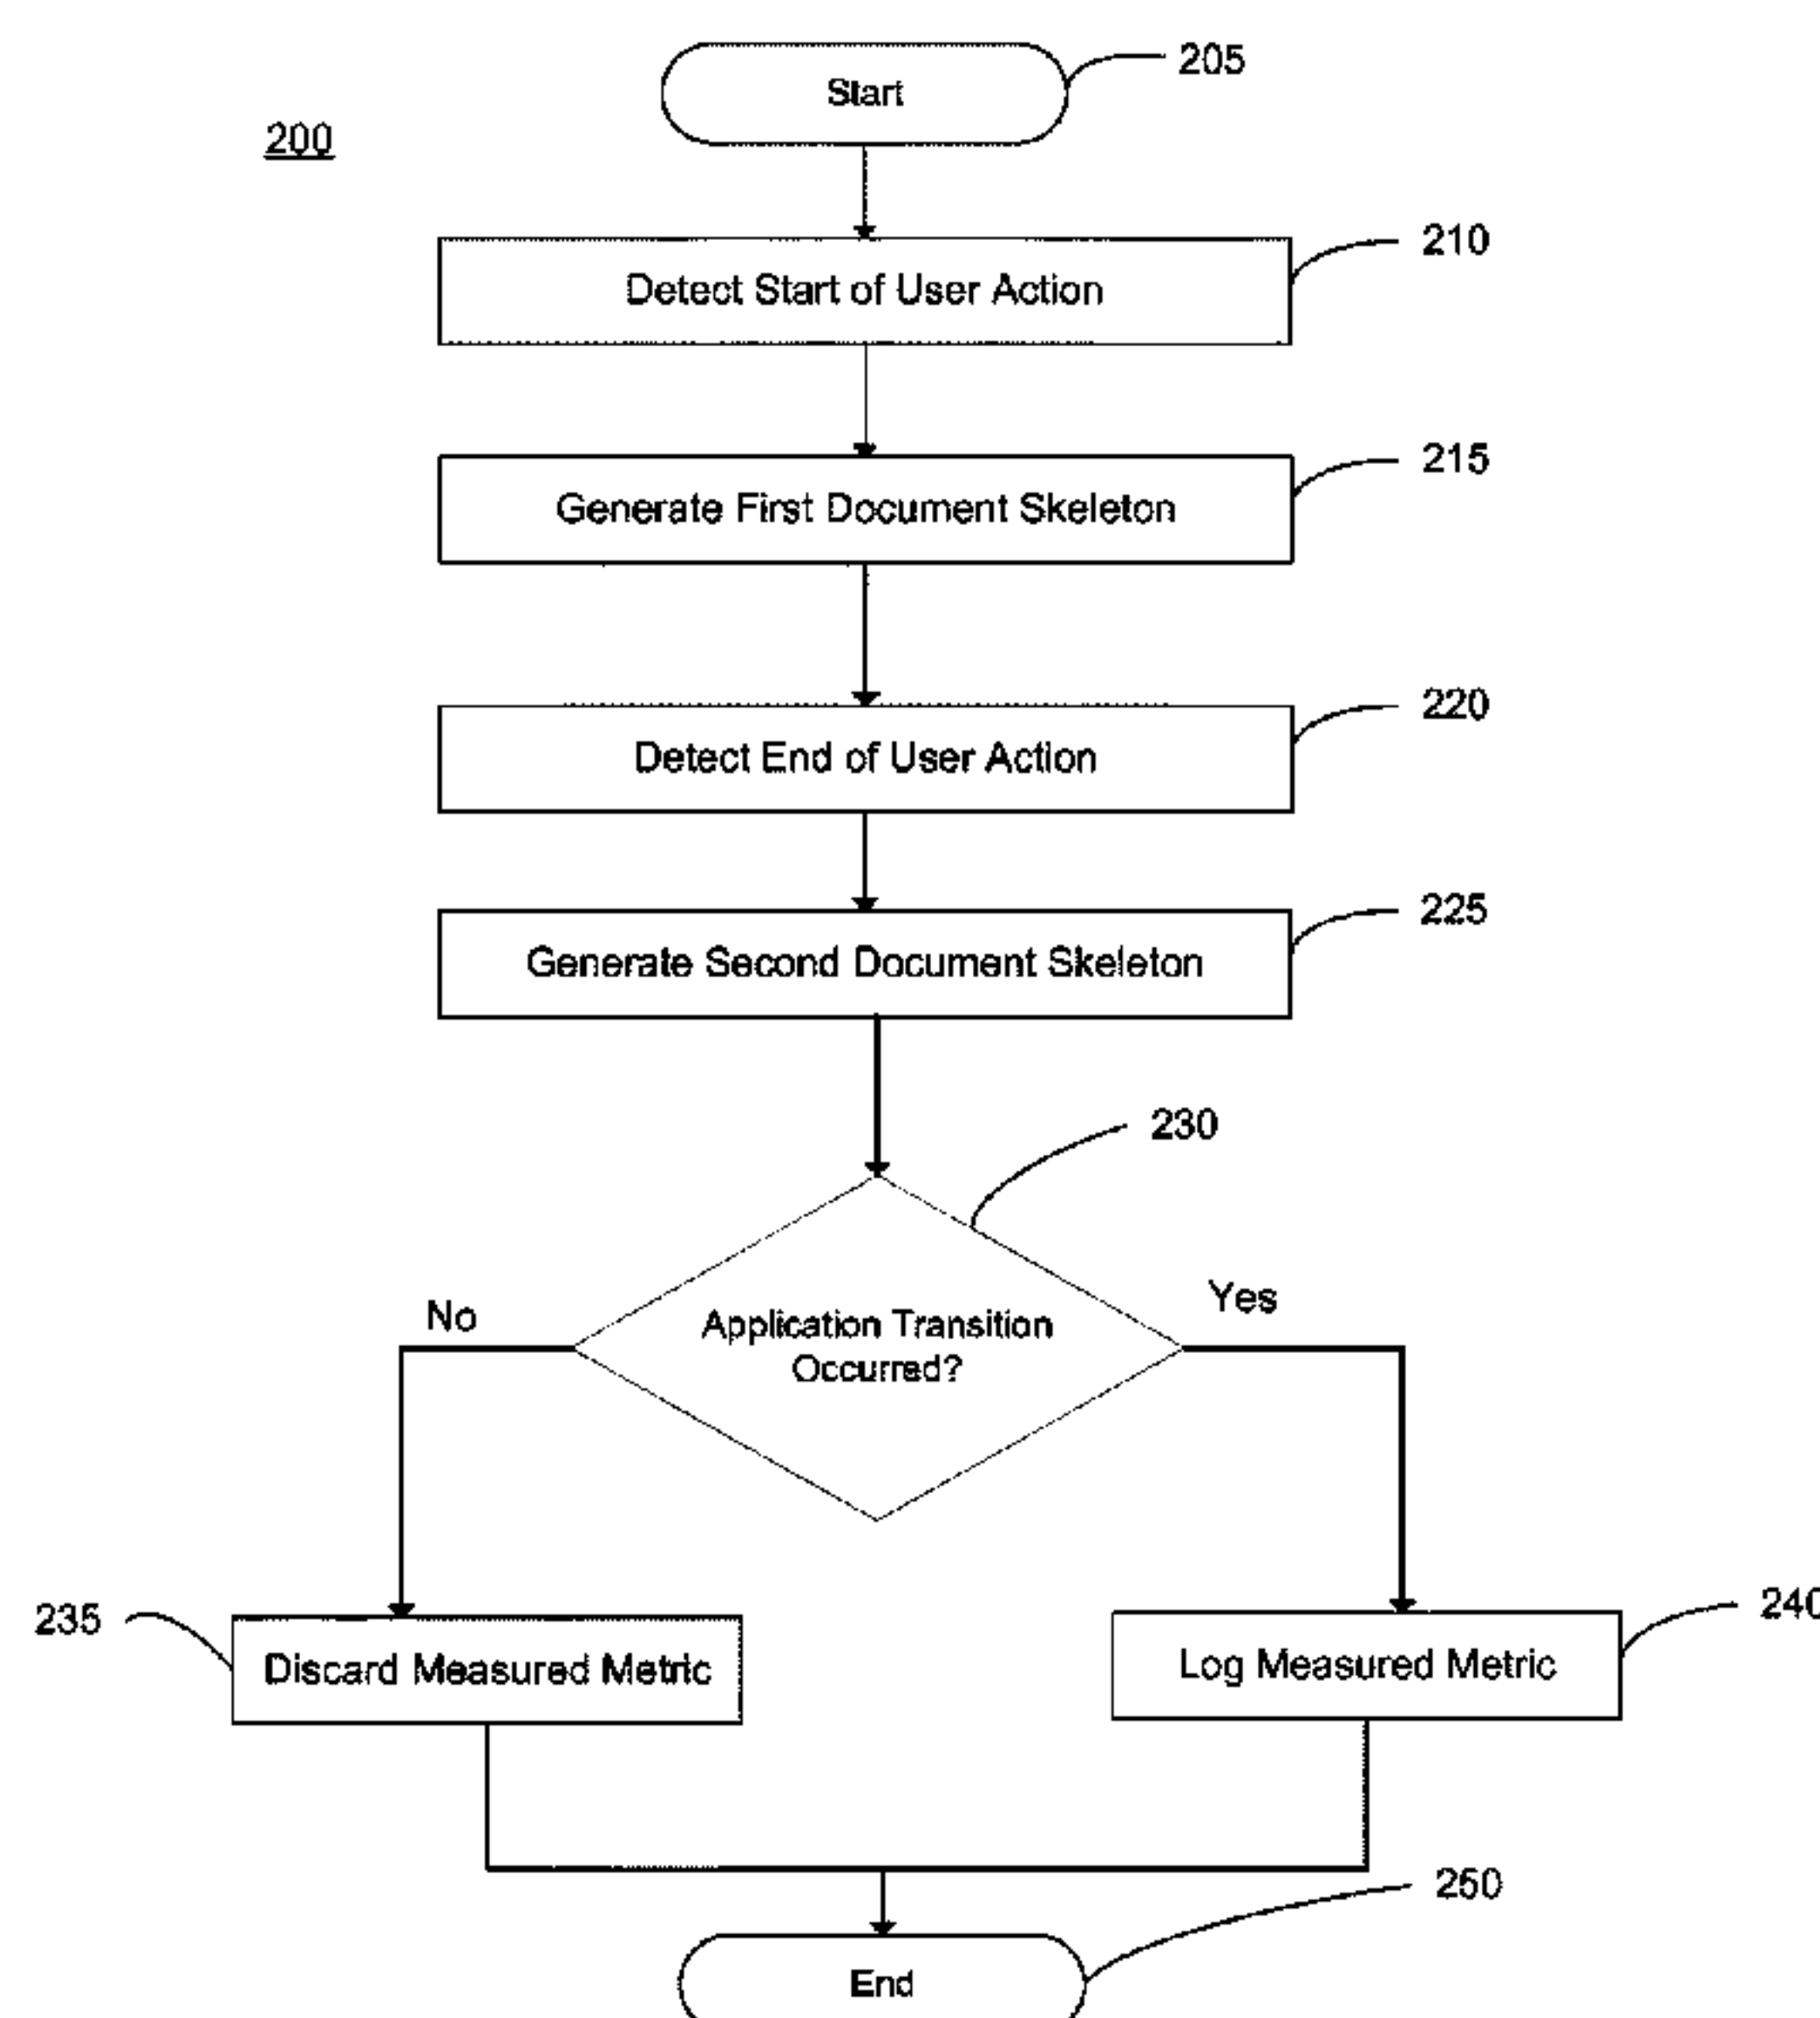 Start
205
200
Detect Start of User Action
210
Generate First Document Skeleton
215
Detect End of User Action
220
Generate Second Document Skeleton
225
230
Application Transition
Occurred?
No
Yes
235
Discard Measured Metric
Log Measured Metric
240
250
End